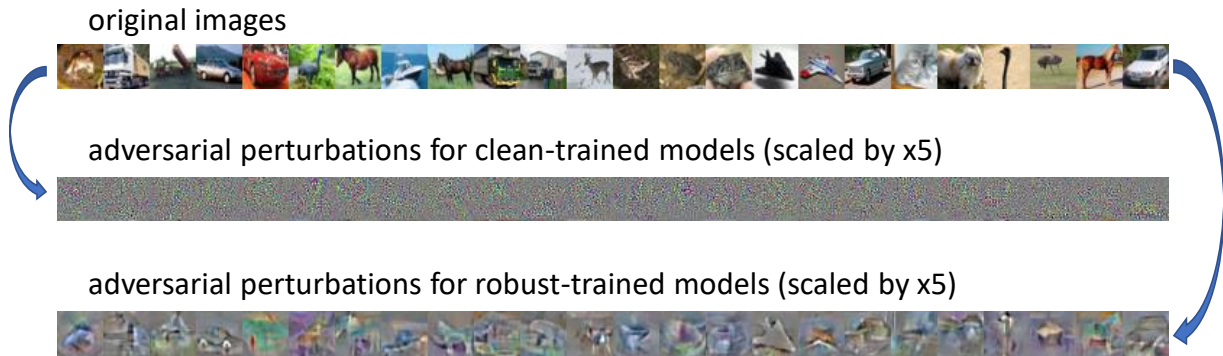 original images
adversarial perturbations for clean-trained models (scaled by x5)
adversarial perturbations for robust-trained models (scaled by x5)